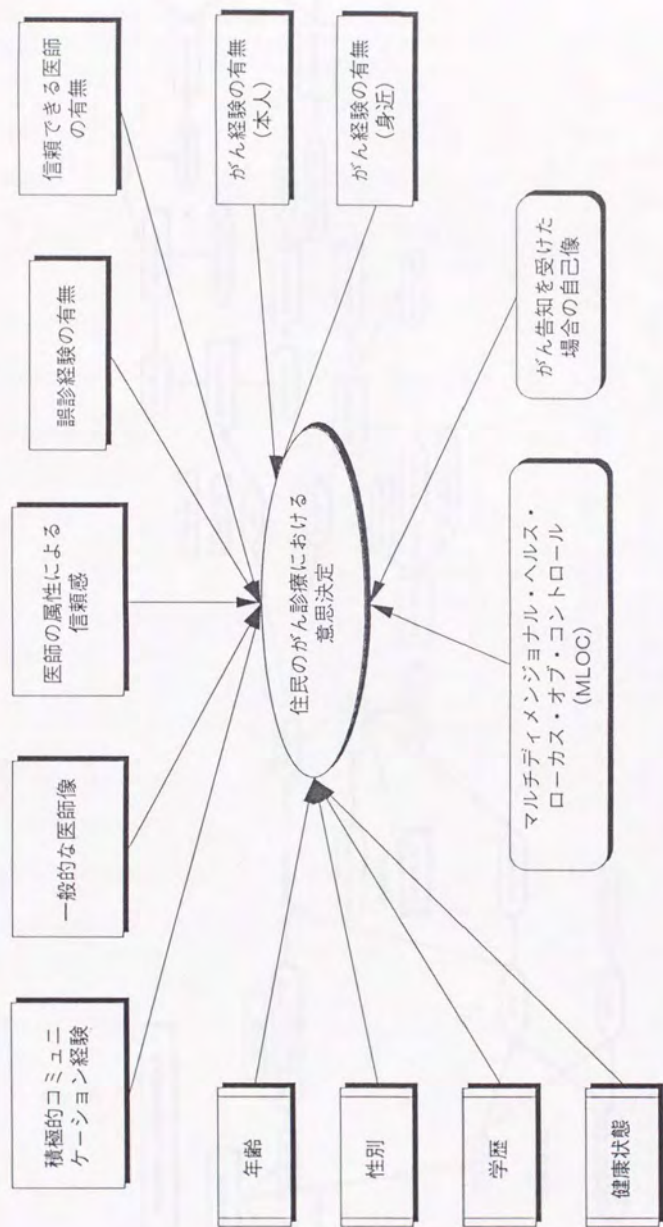 積極的コミュニ
ケーション経験
一般的な医師像
医師の属性による
信頼感
誤診経験の有無
信頼できる医師
の有無
年齢
性別
学歴
健康状態
住民のがん診療における
意思決定
がん経験の有無
(本人)
がん経験の有無
(身近)
マルチディメンジョナル・ヘルス・
ローカス・オブ・コントロール
(MLOC)
がん告知を受けた
場合の自己像